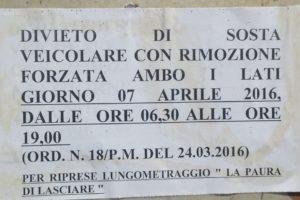 DIVIETO DI SOSTA
VEICOLARE CON RIMOZIONE
FORZATA AMBO I LATI
GIORNO 07 APRILE 2016,
DALLE ORE 06,30 ALLE ORE
19,00
(ORD. N. 18/P.M. DEL 24.03.2016)
PER RIPRESE LUNGOMETRAGGIO " LA PAURA
DI LASCIARE "